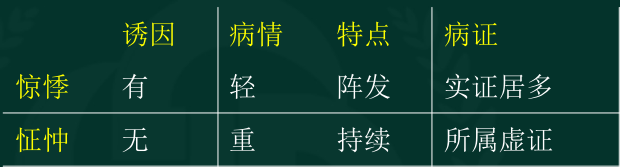 诱因 病情 特点 病证
惊悸 有 轻 阵发 实证居多
怔忡 无 重 持续 所属虚证